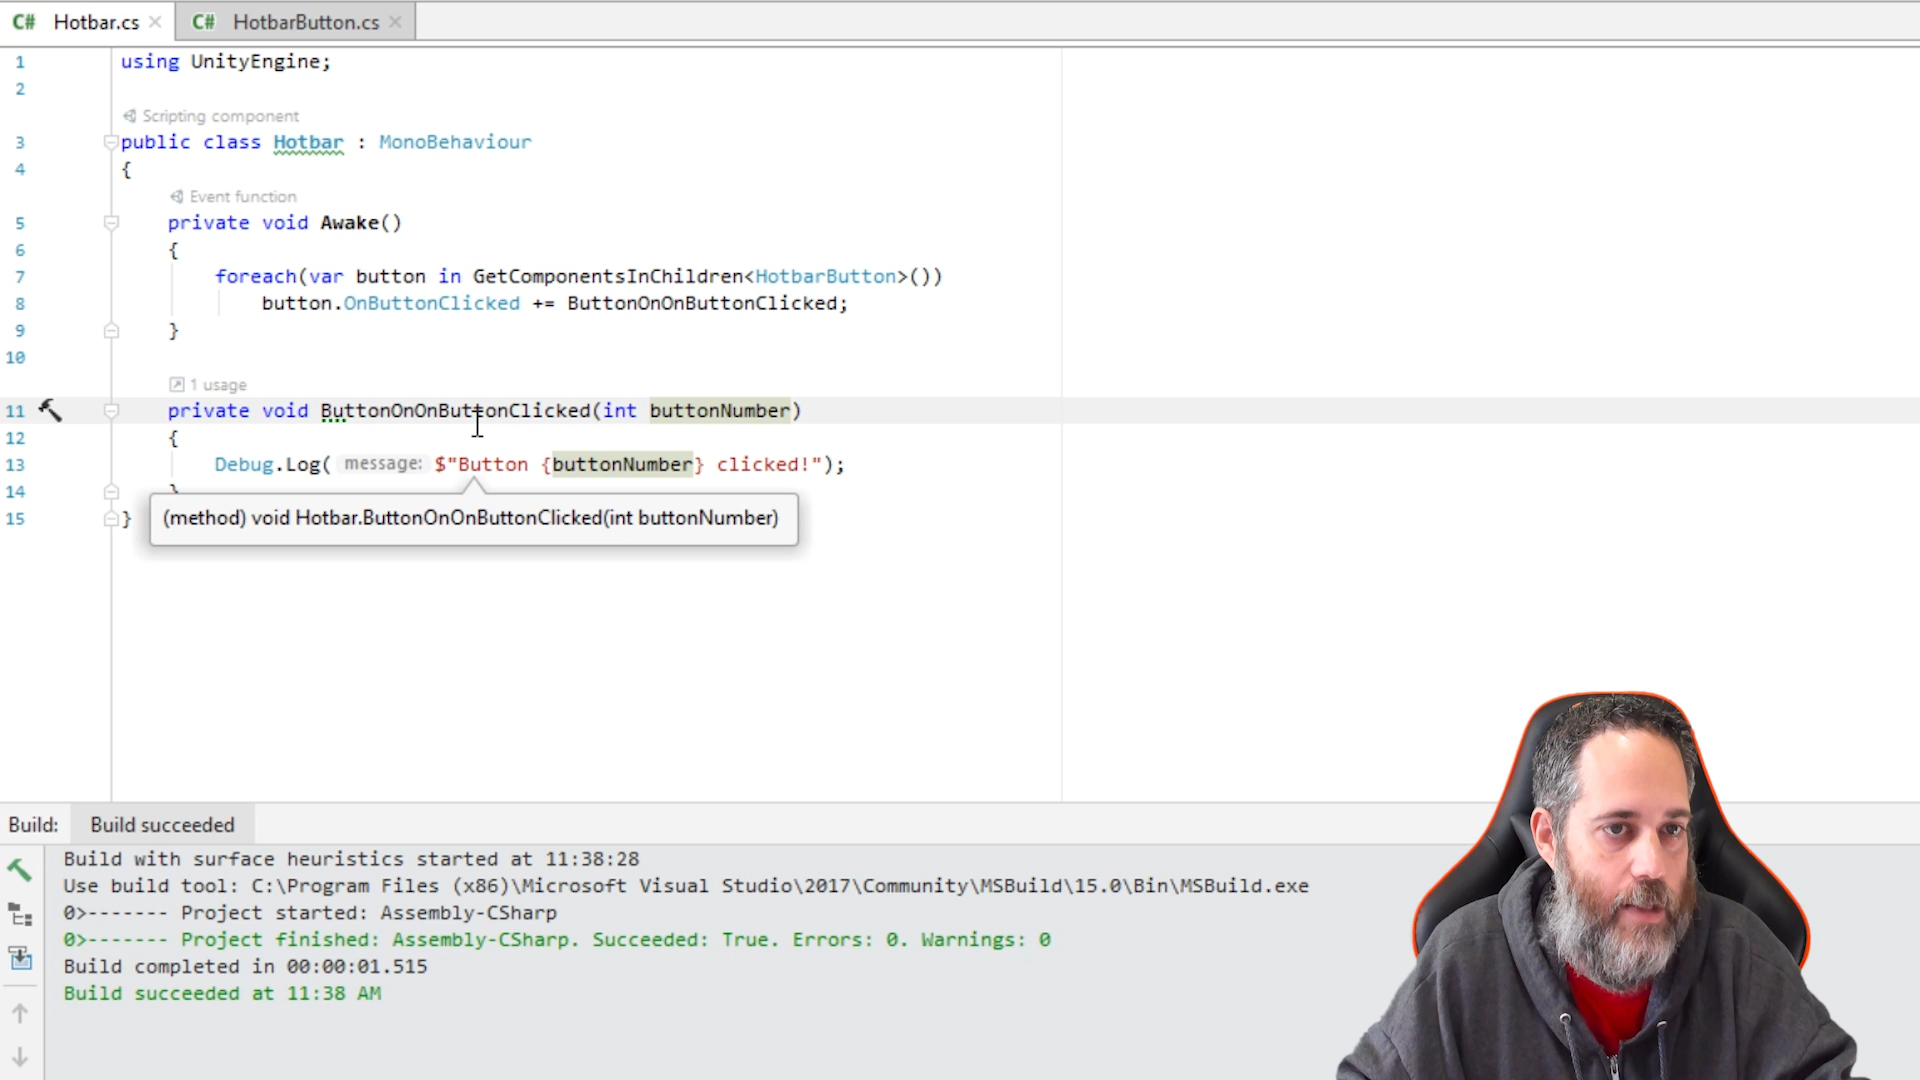 C# Hotbar.cs C# HotbarButton.cs
1 using UnityEngine;
2
Scripting component
3 public class Hotbar : MonoBehaviour
4 {
Event function
5 private void Awake()
6 {
7 foreach(var button in GetComponentsInChildren<HotbarButton>())
8 button.OnButtonClicked += ButtonOnOnButtonClicked;
9 }
10
1 usage
11 private void ButtonOnOnButtonClicked(int buttonNumber)
12 {
13 Debug.Log( message: $"Button {buttonNumber} clicked!");
14 }
15 }
(method) void Hotbar.ButtonOnOnButtonClicked(int buttonNumber)
Build: Build succeeded
Build with surface heuristics started at 11:38:28
Use build tool: C:\Program Files (x86)\Microsoft Visual Studio\2017\Community\MSBuild\15.0\Bin\MSBuild.exe
0>------- Project started: Assembly-CSharp
0>------- Project finished: Assembly-CSharp. Succeeded: True. Errors: 0. Warnings: 0
Build completed in 00:00:01.515
Build succeeded at 11:38 AM